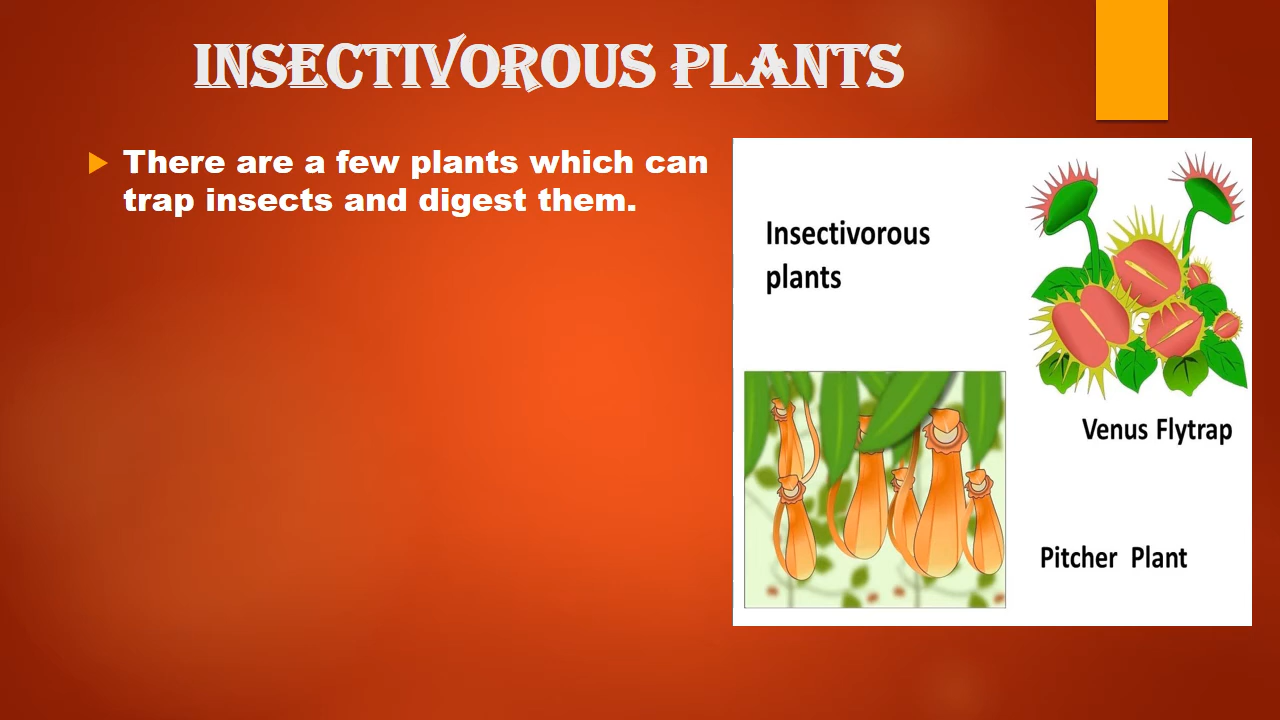 INSECTIVOROUS PLANTS
There are a few plants which can
trap insects and digest them.
Insectivorous
plants
Venus Flytrap
Pitcher Plant